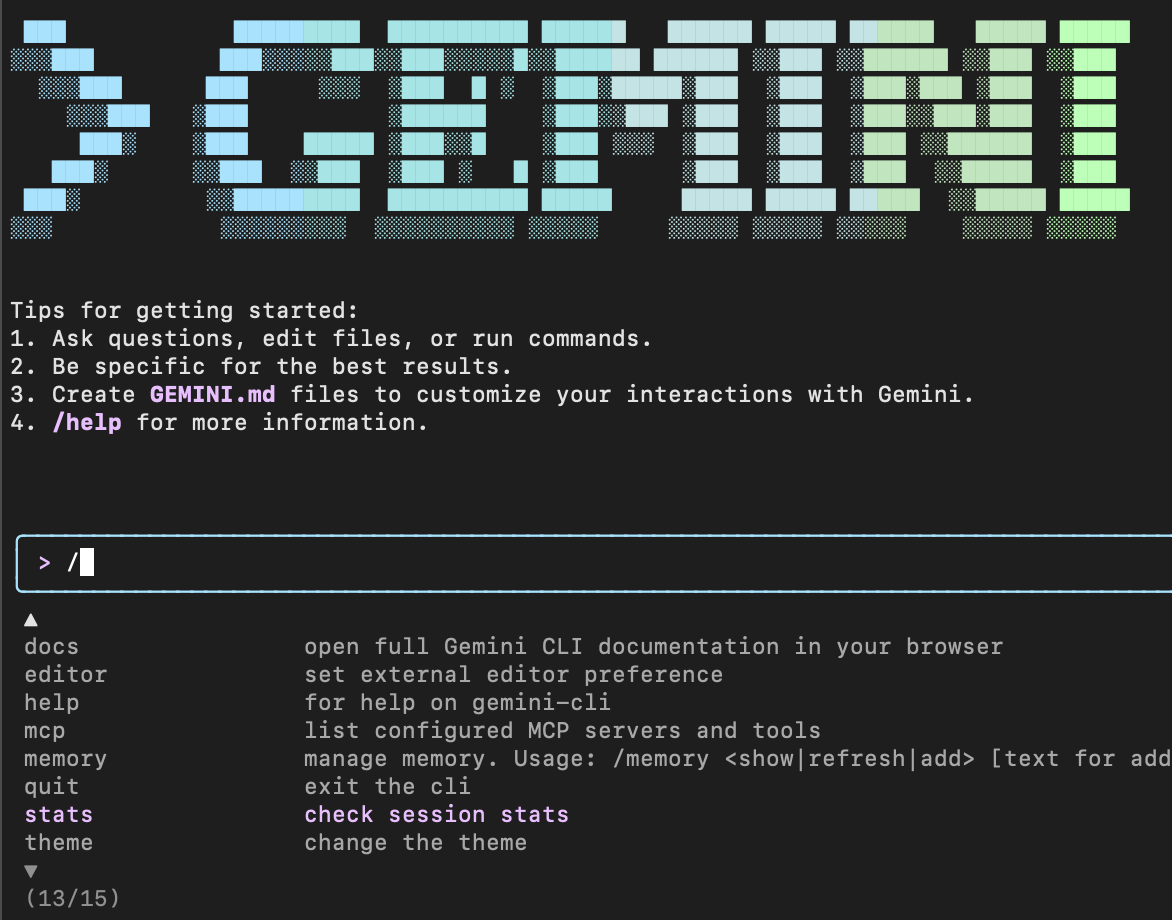 > GEMINI
Tips for getting started:
1. Ask questions, edit files, or run commands.
2. Be specific for the best results.
3. Create GEMINI.md files to customize your interactions with Gemini.
4. /help for more information.
> /
▲
docs open full Gemini CLI documentation in your browser
editor set external editor preference
help for help on gemini-cli
mcp list configured MCP servers and tools
memory manage memory. Usage: /memory <show|refresh|add> [text for add
quit exit the cli
stats check session stats
theme change the theme
▼
(13/15)